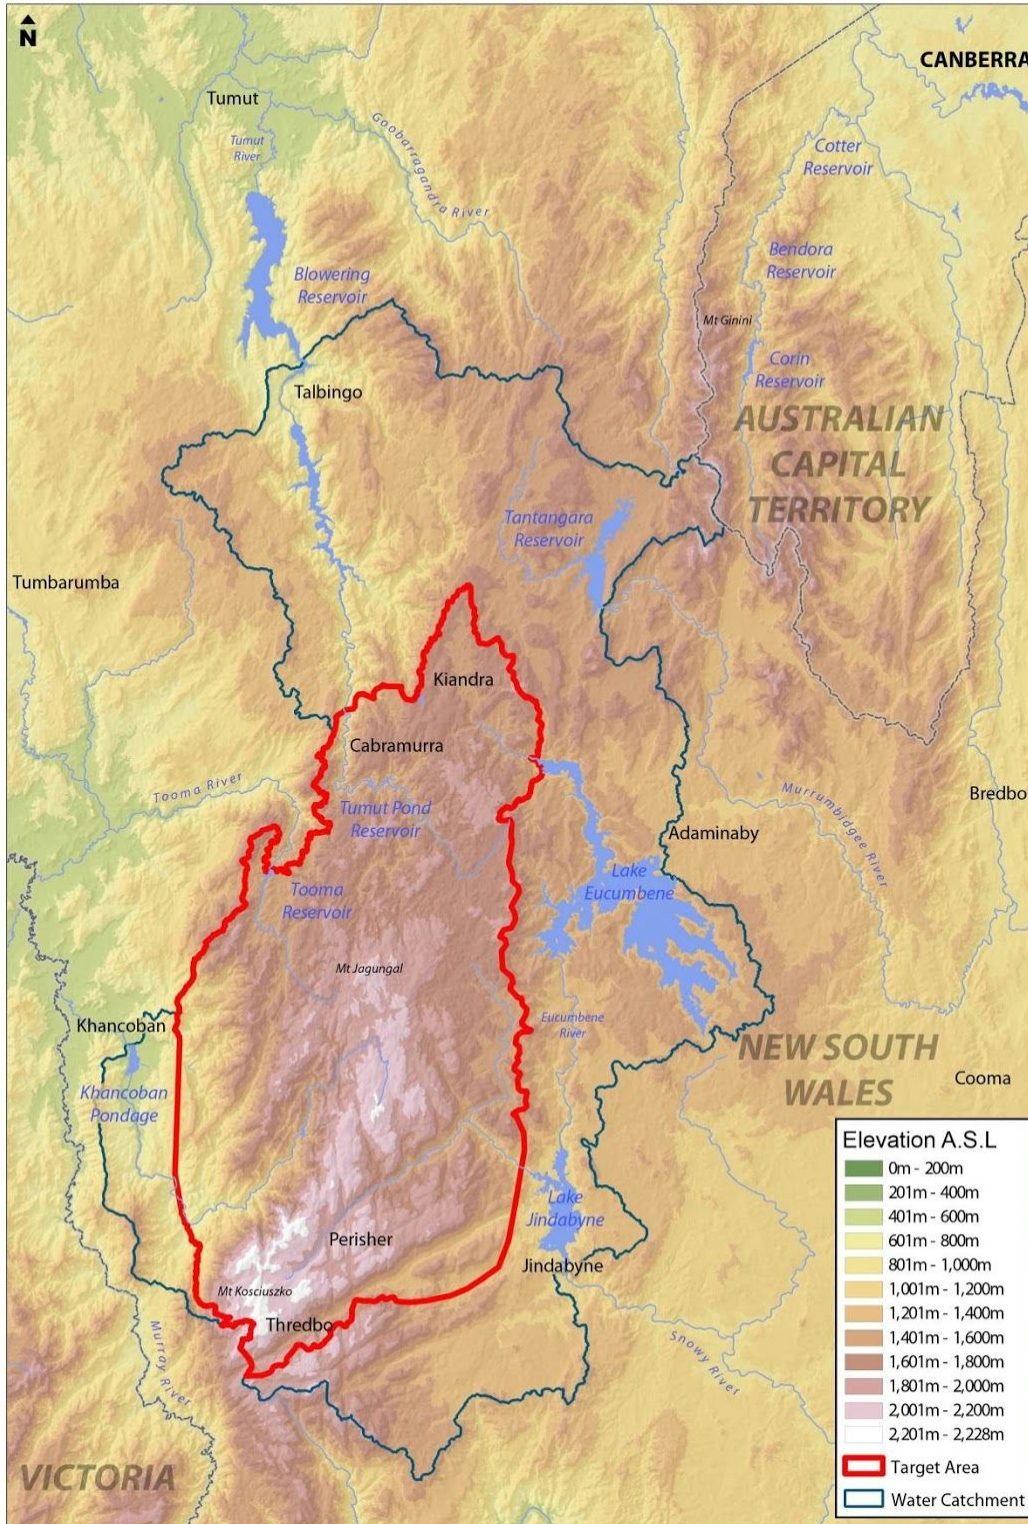 N
CANBERRA
Tumut
Tumut
River
Goobarragandra River
Cotter
Reservoir
Bendora
Reservoir
Blowering
Reservoir
Mt Ginini
Corin
Reservoir
Talbingo
AUSTRALIAN
CAPITAL
TERRITORY
Tantangara
Reservoir
Tumbarumba
Kiandra
Cabramurra
Tooma River
Tumut Pond
Reservoir
Murrumbidgee River
Bredbo
Adaminaby
Lake
Eucumbene
Tooma
Reservoir
Mt Jagungal
Khancoban
Eucumbene
River
NEW SOUTH
WALES
Khancoban
Pondage
Cooma
Lake
Jindabyne
Perisher
Jindabyne
Mt Kosciuszko
Thredbo
Murray River
Snowy River
VICTORIA
Elevation A.S.L
0m - 200m
201m - 400m
401m - 600m
601m - 800m
801m - 1,000m
1,001m - 1,200m
1,201m - 1,400m
1,401m - 1,600m
1,601m - 1,800m
1,801m - 2,000m
2,001m - 2,200m
2,201m - 2,228m
Target Area
Water Catchment